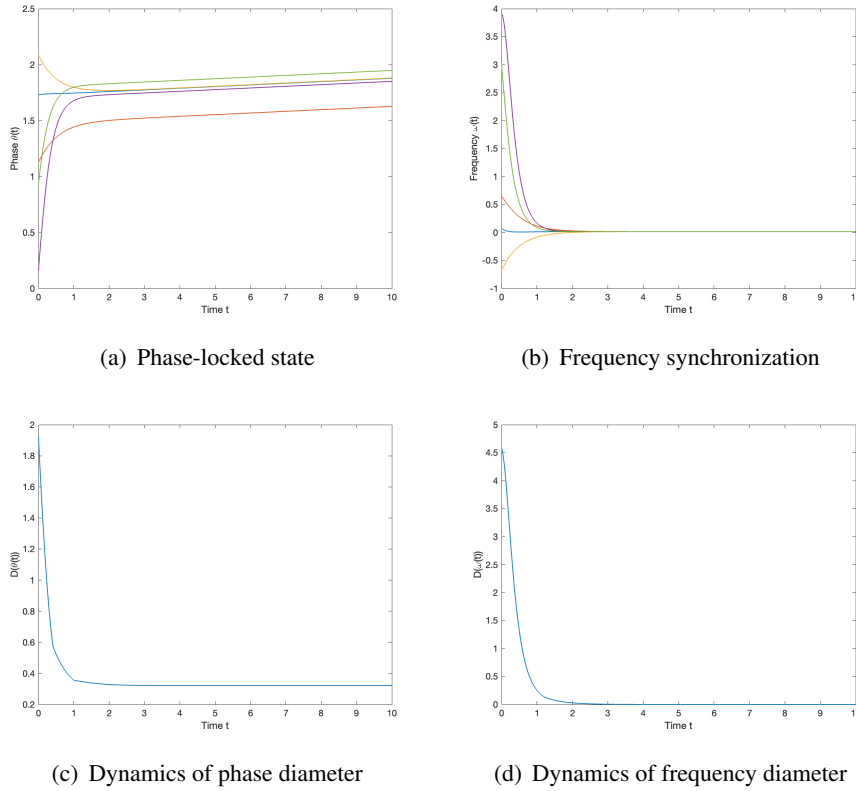 2
1.5
1
0.5
0
Phase θ(t)
0 1 2 3 4 5 6 7 8 9 10
Time t
(a) Phase-locked state
4
3.5
3
2.5
2
1.5
1
0.5
0
-0.5
-1
Frequency ω(t)
0 1 2 3 4 5 6 7 8 9 1
Time t
(b) Frequency synchronization
2
1.8
1.6
1.4
1.2
1
0.8
0.6
0.4
0.2
D(θ(t))
0 1 2 3 4 5 6 7 8 9 10
Time t
(c) Dynamics of phase diameter
5
4.5
4
3.5
3
2.5
2
1.5
1
0.5
0
D(ω(t))
0 1 2 3 4 5 6 7 8 9 1
Time t
(d) Dynamics of frequency diameter